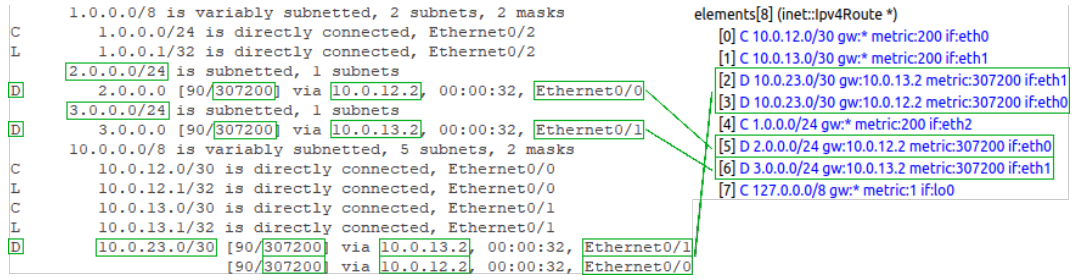 1.0.0.0/8 is variably subnetted, 2 subnets, 2 masks
C 1.0.0.0/24 is directly connected, Ethernet0/2
L 1.0.0.1/32 is directly connected, Ethernet0/2
2.0.0.0/24 is subnetted, 1 subnets
D 2.0.0.0 [90/307200] via 10.0.12.2, 00:00:32, Ethernet0/0
3.0.0.0/24 is subnetted, 1 subnets
D 3.0.0.0 [90/307200] via 10.0.13.2, 00:00:32, Ethernet0/1
10.0.0.0/8 is variably subnetted, 5 subnets, 2 masks
C 10.0.12.0/30 is directly connected, Ethernet0/0
L 10.0.12.1/32 is directly connected, Ethernet0/0
C 10.0.13.0/30 is directly connected, Ethernet0/1
L 10.0.13.1/32 is directly connected, Ethernet0/1
D 10.0.23.0/30 [90/307200] via 10.0.13.2, 00:00:32, Ethernet0/1
[90/307200] via 10.0.12.2, 00:00:32, Ethernet0/0
elements[8] (inet::Ipv4Route *)
[0] C 10.0.12.0/30 gw:* metric:200 if:eth0
[1] C 10.0.13.0/30 gw:* metric:200 if:eth1
[2] D 10.0.23.0/30 gw:10.0.13.2 metric:307200 if:eth1
[3] D 10.0.23.0/30 gw:10.0.12.2 metric:307200 if:eth0
[4] C 1.0.0.0/24 gw:* metric:200 if:eth2
[5] D 2.0.0.0/24 gw:10.0.12.2 metric:307200 if:eth0
[6] D 3.0.0.0/24 gw:10.0.13.2 metric:307200 if:eth1
[7] C 127.0.0.0/8 gw:* metric:1 if:lo0